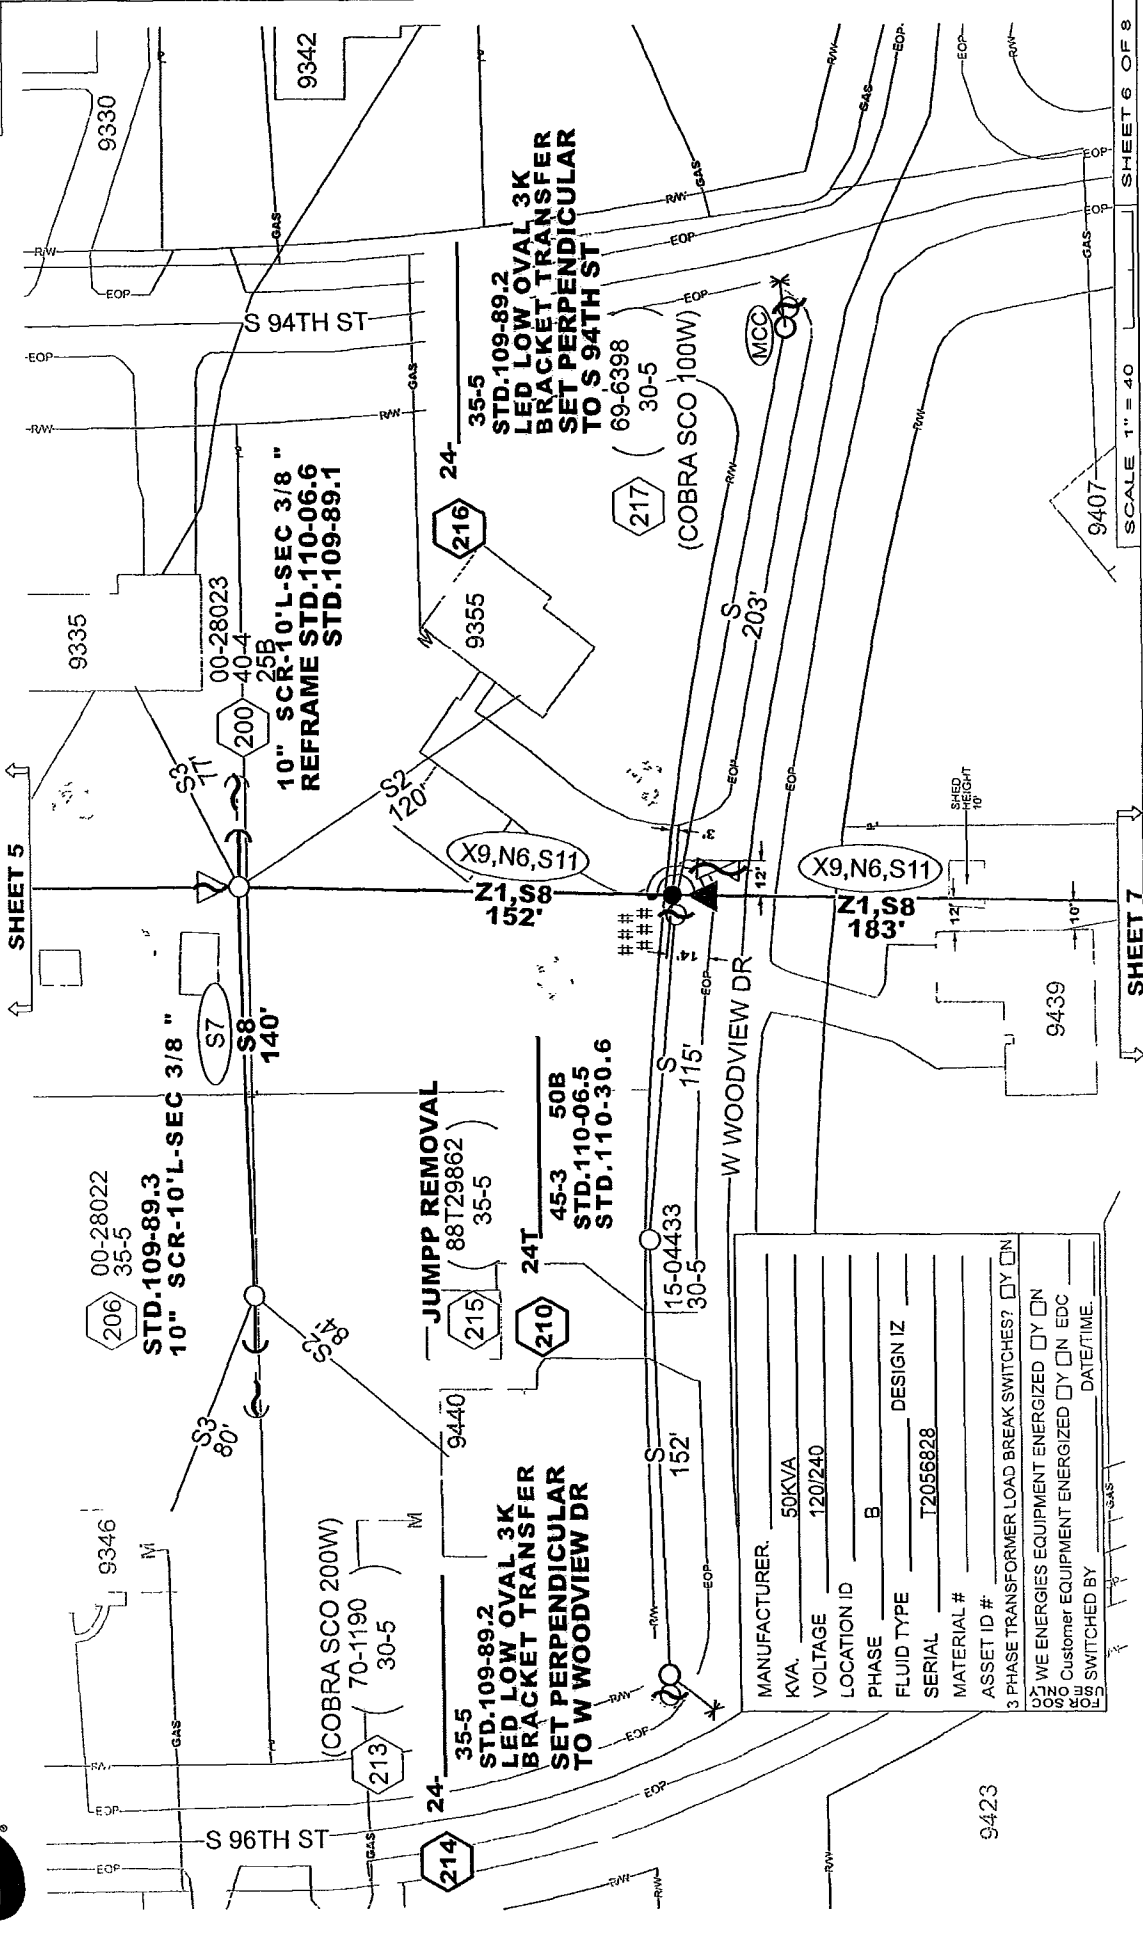 SHEET 5
9330
9342
9335
9346
S 94TH ST
S 96TH ST
206
00-28022
35-5
STD.109-89.3
10" SCR-10'L-SEC 3/8 "
S7
S8
140'
S3
77'
S2
120'
S3
80'
S2
84'
200
00-28023
40-4
25B
10" SCR-10'L-SEC 3/8 "
REFRAME STD.110-06.6
STD.109-89.1
X9,N6,S11
Z1,S8
152'
9355
M
216
24-
35-5
STD.109-89.2
LED LOW OVAL 3K
BRACKET TRANSFER
SET PERPENDICULAR
TO S 94TH ST
217
69-6398
30-5
(COBRA SCO 100W)
MCC
JUMPP REMOVAL
215
88T29862
35-5
210
24T
45-3 50B
STD.110-06.5
STD.110-30.6
9440
M
M
(COBRA SCO 200W)
213
70-1190
30-5
214
24-
35-5
STD.109-89.2
LED LOW OVAL 3K
BRACKET TRANSFER
SET PERPENDICULAR
TO W WOODVIEW DR
S
152'
15-04433
30-5
S
115'
S
203'
###
###
14'
3'
12'
W WOODVIEW DR
X9,N6,S11
Z1,S8
183'
SHED
HEIGHT
10'
12'
10'
9439
9407
9423
R/W
EOP
GAS
MANUFACTURER.
KVA. 50KVA
VOLTAGE 120/240
LOCATION ID
PHASE B
FLUID TYPE DESIGN IZ
SERIAL T2056828
MATERIAL #
ASSET ID #
3 PHASE TRANSFORMER LOAD BREAK SWITCHES? Y N
FOR SOC USE ONLY
WE ENERGIES EQUIPMENT ENERGIZED Y N
Customer EQUIPMENT ENERGIZED Y N EDC
SWITCHED BY DATE/TIME.
SHEET 7
SCALE 1" = 40
SHEET 6 OF 8